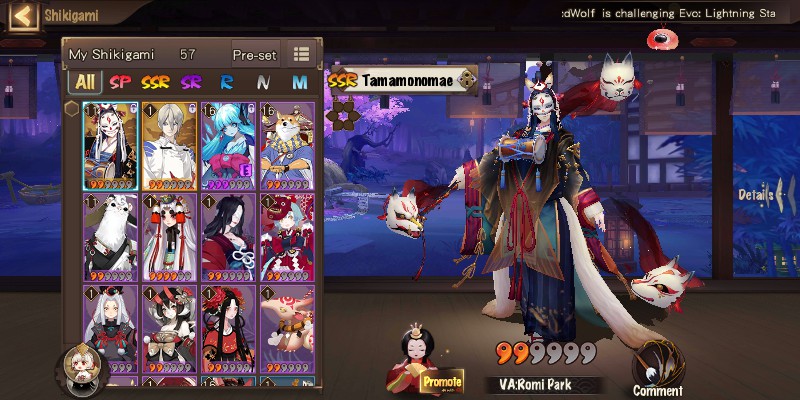 Shikigami
:dWolf is challenging Evo: Lightning Sta
My Shikigami 57 Pre-set
All SP SSR SR R N M
SSR Tamamonomae
Details
Promote
VA:Romi Park
Comment